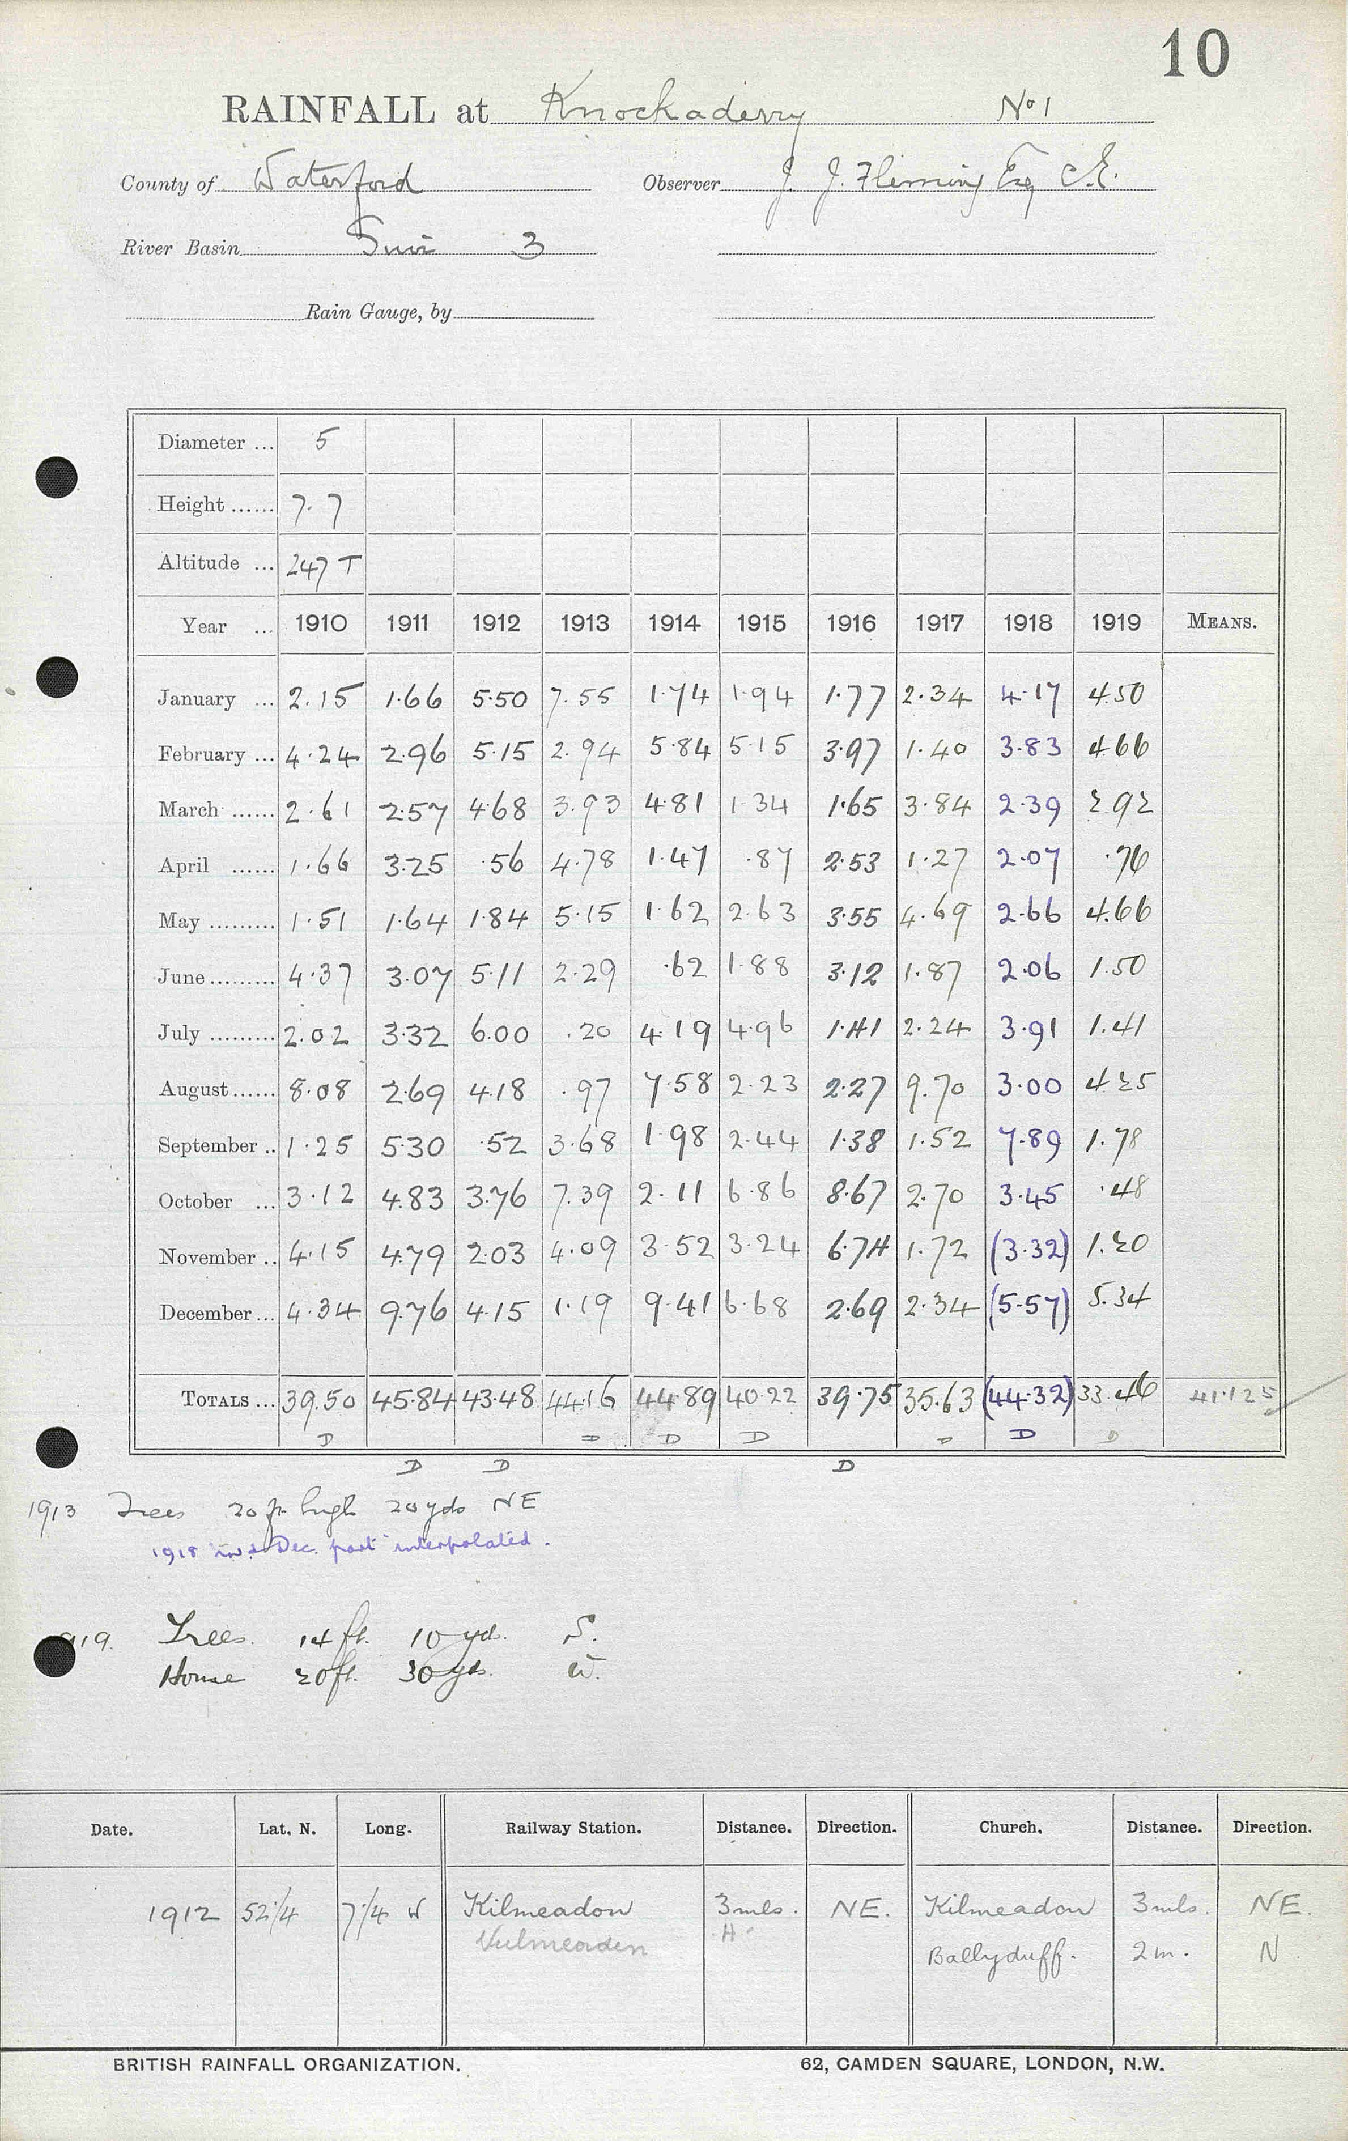 10
RAINFALL at Knockaderry No 1
County of Waterford Observer J. J. Fleming Esq C.E.
River Basin Suir 3
Rain Gauge, by
Diameter ... 5
Height ...... 7.7
Altitude ... 247 T
Year ... 1910 1911 1912 1913 1914 1915 1916 1917 1918 1919 MEANS.
January ... 2.15 1.66 5.50 7.55 1.74 1.94 1.77 2.34 4.17 4.50
February ... 4.24 2.96 5.15 2.94 5.84 5.15 3.97 1.40 3.83 4.66
March ...... 2.61 2.57 4.68 3.93 4.81 1.34 1.65 3.84 2.39 2.92
April ...... 1.66 3.25 .56 4.78 1.47 .87 2.53 1.27 2.07 .76
May ......... 1.51 1.64 1.84 5.15 1.62 2.63 3.55 4.69 2.66 4.66
June ......... 4.37 3.07 5.11 2.29 .62 1.88 3.12 1.87 2.06 1.50
July ......... 2.02 3.32 6.00 .20 4.19 4.96 1.41 2.24 3.91 1.41
August ...... 8.08 2.69 4.18 .97 7.58 2.23 2.27 9.70 3.00 4.25
September .. 1.25 5.30 .52 3.68 1.98 2.44 1.38 1.52 7.89 1.78
October ... 3.12 4.83 3.76 7.39 2.11 6.86 8.67 2.70 3.45 .48
November .. 4.15 4.79 2.03 4.09 3.52 3.24 6.74 1.72 (3.32) 1.20
December ... 4.34 9.76 4.15 1.19 9.41 6.68 2.69 2.34 (5.57) 5.34
TOTALS ... 39.50 45.84 43.48 44.16 44.89 40.22 39.75 35.63 (44.32) 33.46 41.125
D D D D D D D
D D D
1913 Trees 20 ft high 20 yds NE
1918 Nov & Dec. part interpolated.
1919. Trees 14 ft. 10 yd. S.
House 20 ft. 30 yds. W.
Date. Lat. N. Long. Railway Station. Distance. Direction. Church. Distance. Direction.
1912 52 1/4 7 1/4 W Kilmeadon 3 mls. NE. Kilmeadon 3 mls. NE.
Ballyduff. 2 m. N
BRITISH RAINFALL ORGANIZATION. 62, CAMDEN SQUARE, LONDON, N.W.